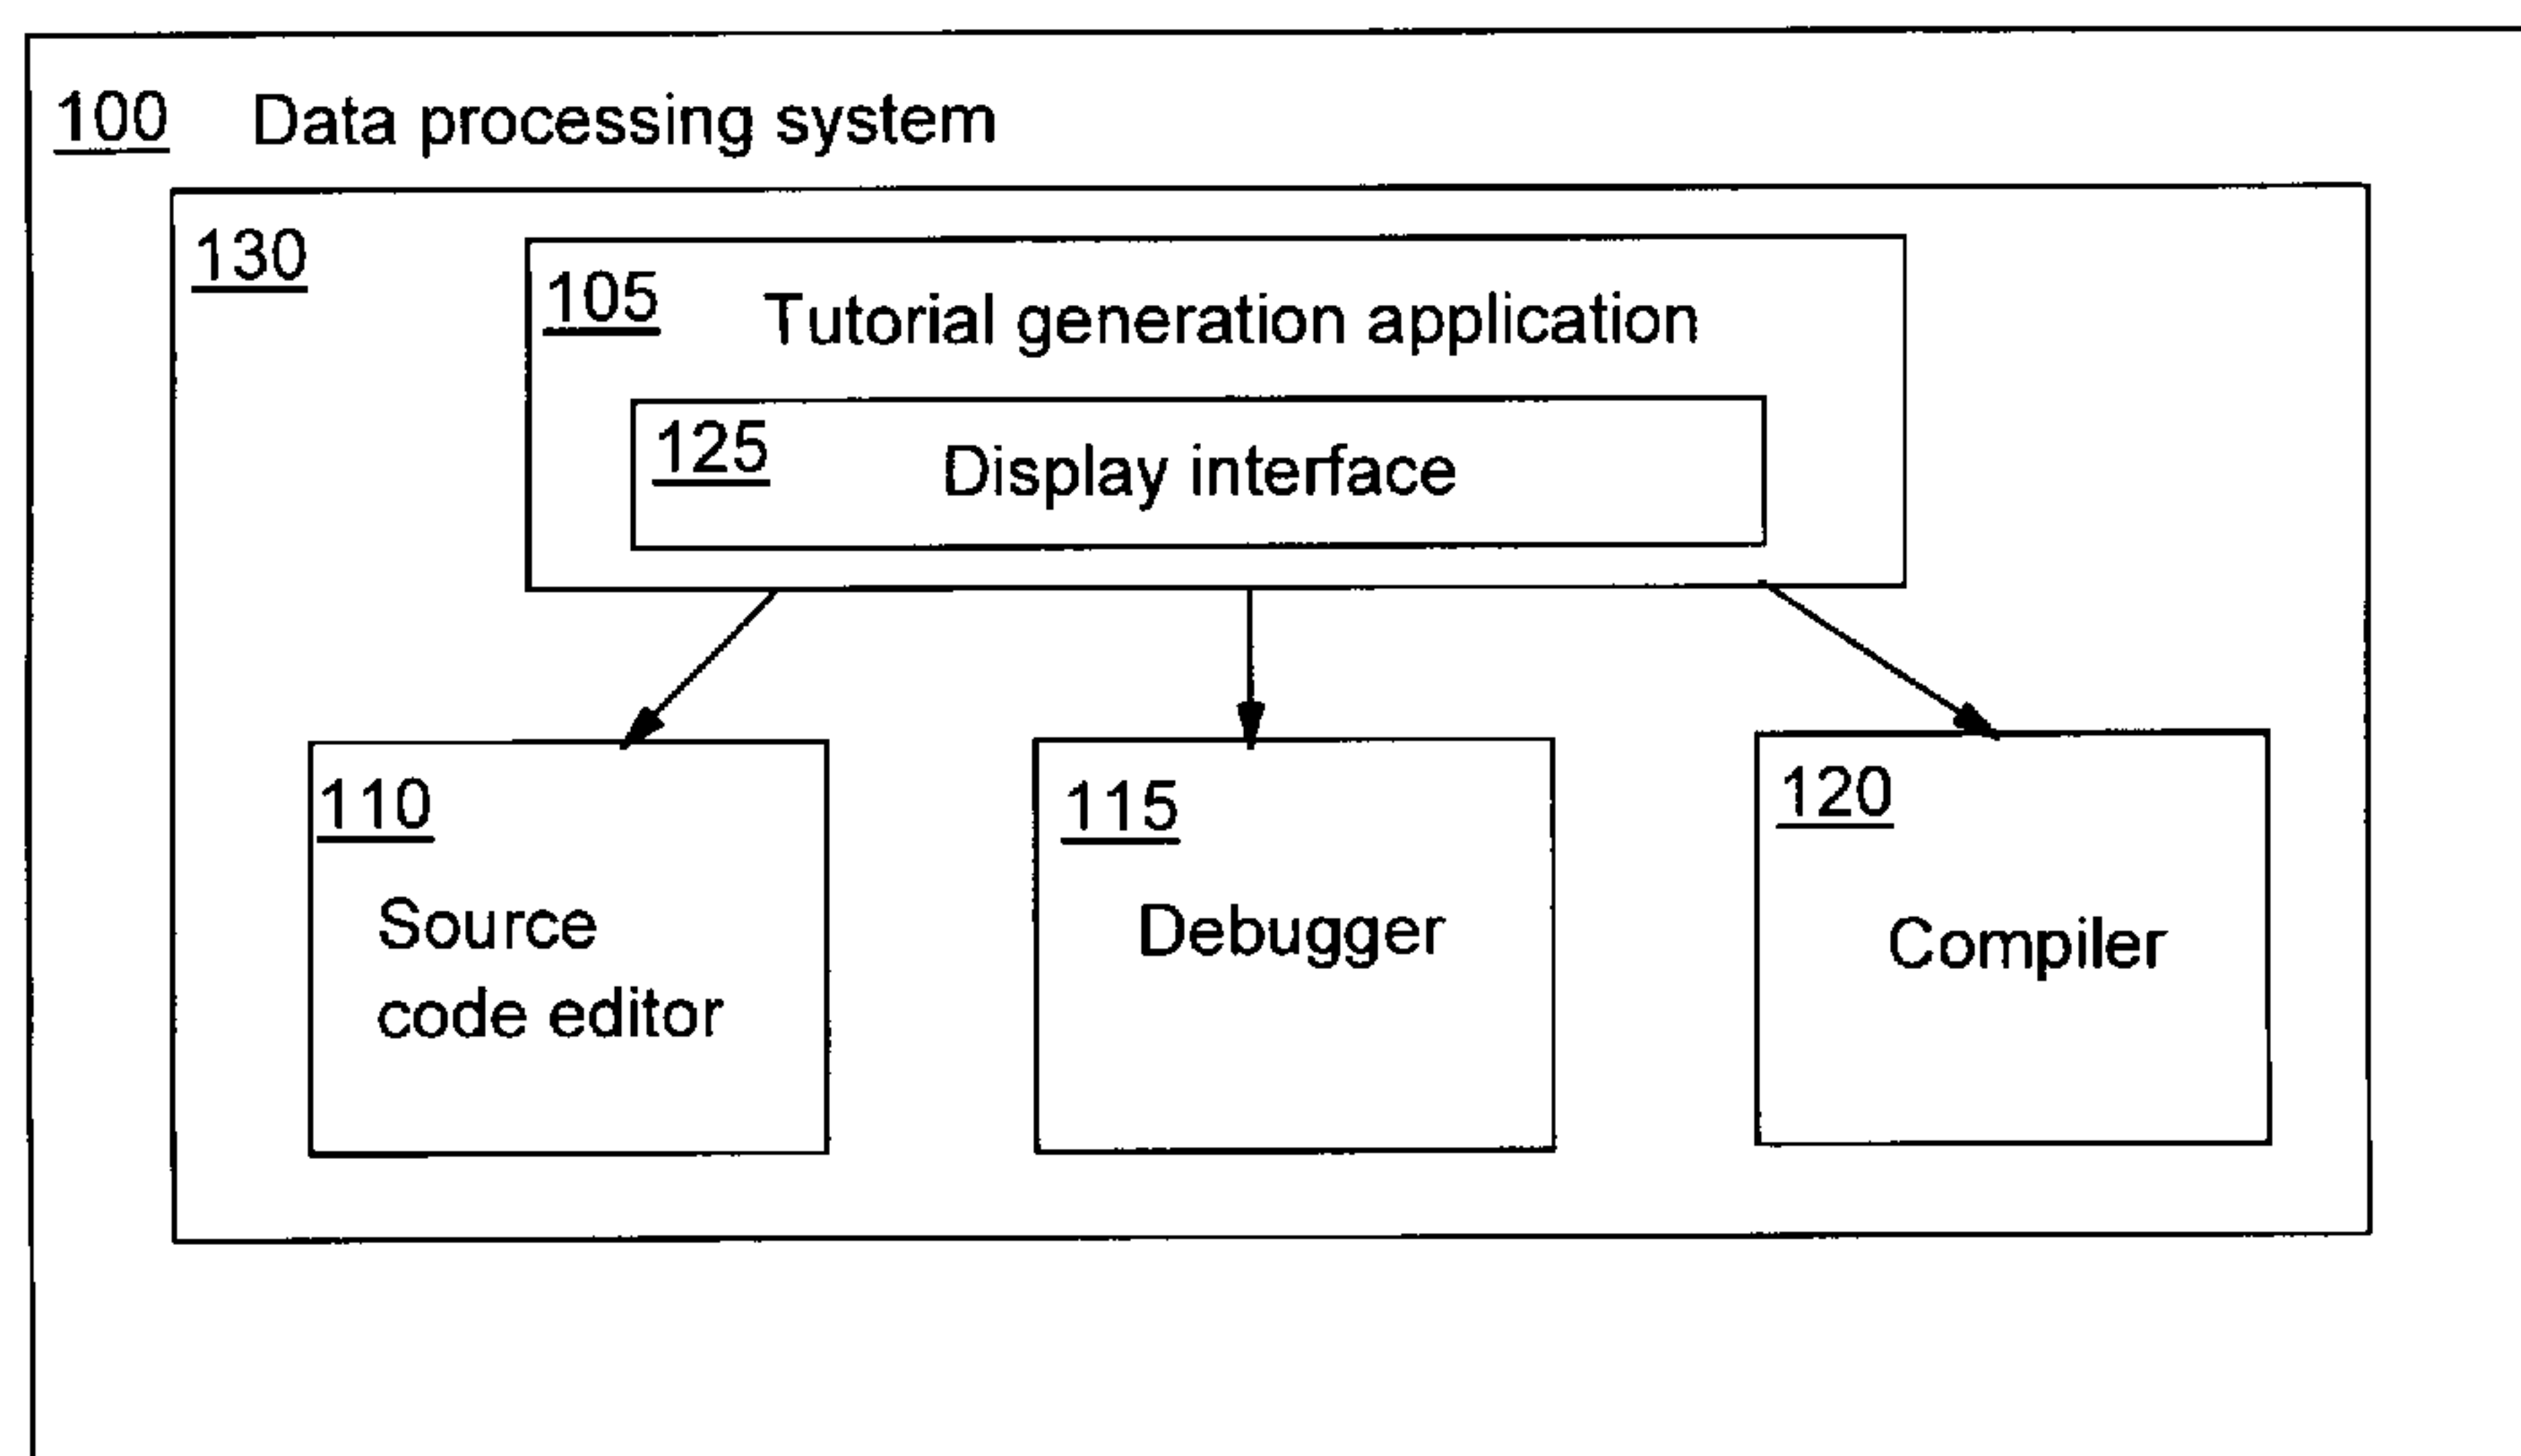 100 Data processing system
130
105 Tutorial generation application
125 Display interface
110
Source
code editor
115
Debugger
120
Compiler